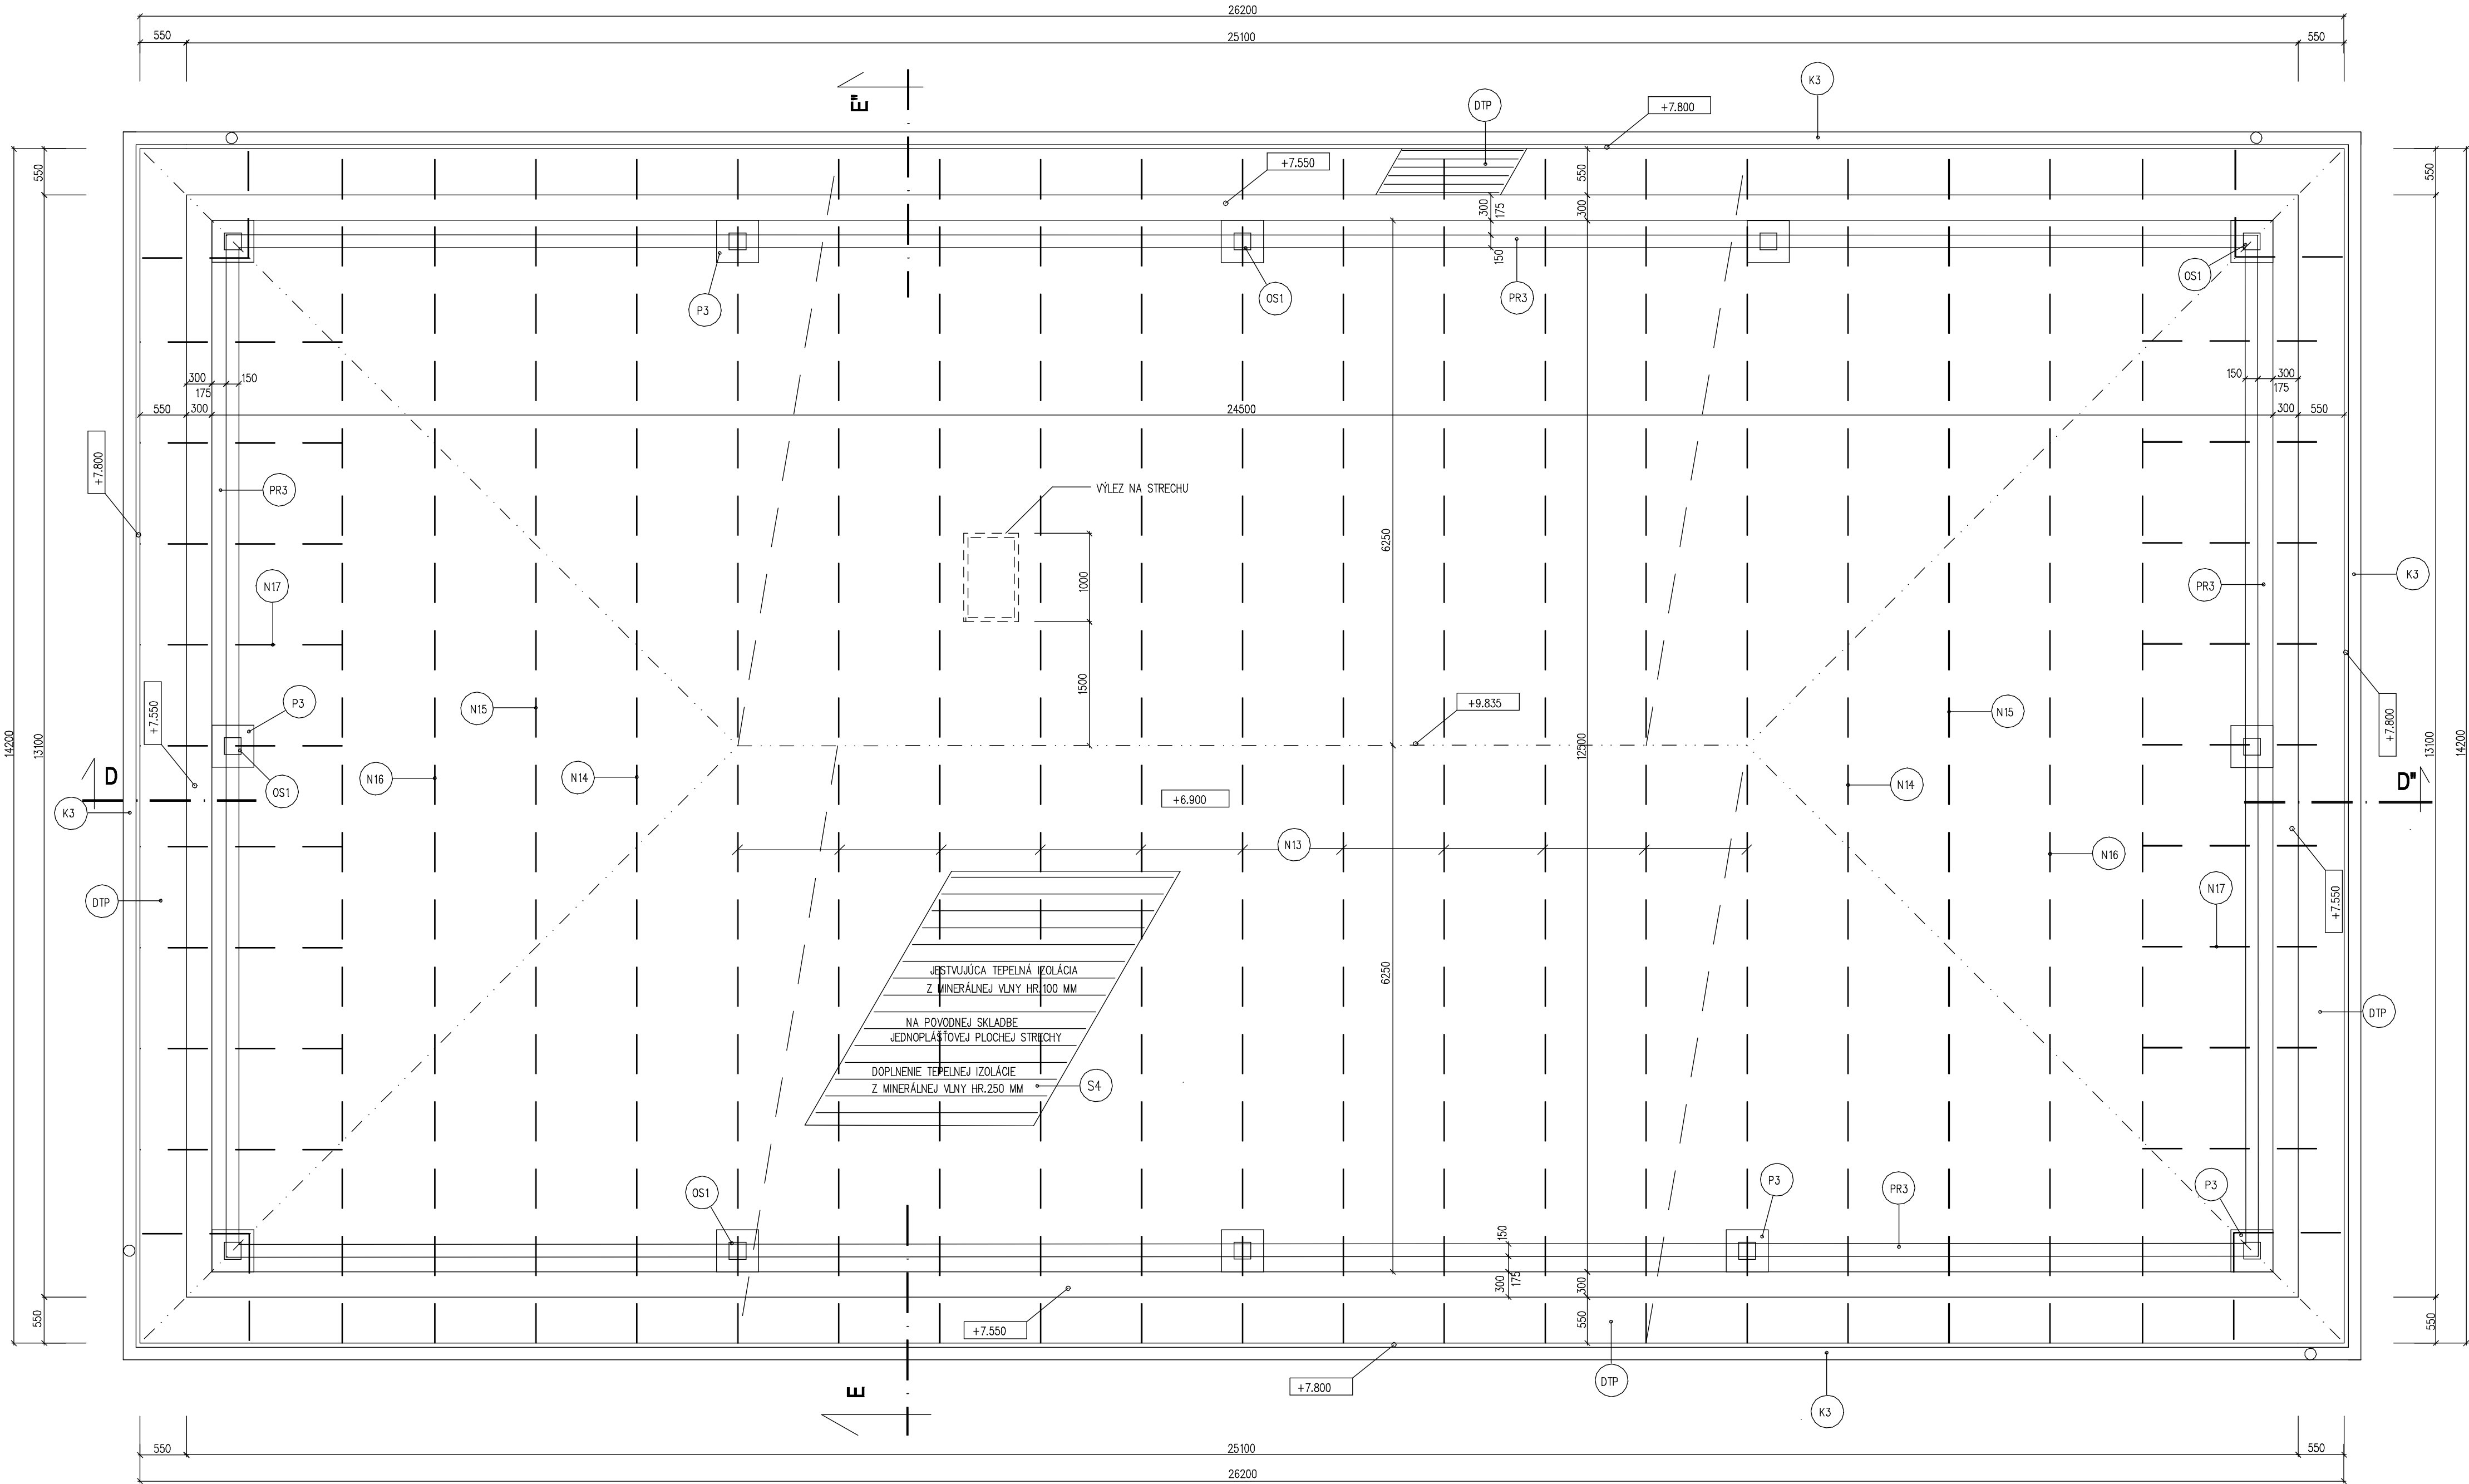 26200
550
25100
550
K3
E"
DTP
+7.800
+7.550
550
550
550
550
300
175
300
150
P3
OS1
PR3
OS1
300
150
175
150
300
175
550
300
24500
300
550
+7.800
PR3
VÝLEZ NA STRECHU
6250
1000
N17
PR3
K3
1500
P3
N15
+9.835
N15
+7.550
+7.800
14200
13100
12500
13100
14200
D
N16
N14
N14
D"
OS1
+6.900
K3
N13
N16
DTP
N17
+7.550
JESTVUJÚCA TEPELNÁ IZOLÁCIA
Z MINERÁLNEJ VLNY HR.100 MM
6250
NA POVODNEJ SKLADBE
JEDNOPLÁŠŤOVEJ PLOCHEJ STRECHY
DTP
DOPLNENIE TEPELNEJ IZOLÁCIE
Z MINERÁLNEJ VLNY HR.250 MM
S4
OS1
P3
PR3
P3
150
175
300
300
550
550
550
+7.550
+7.800
DTP
E
K3
550
25100
550
26200